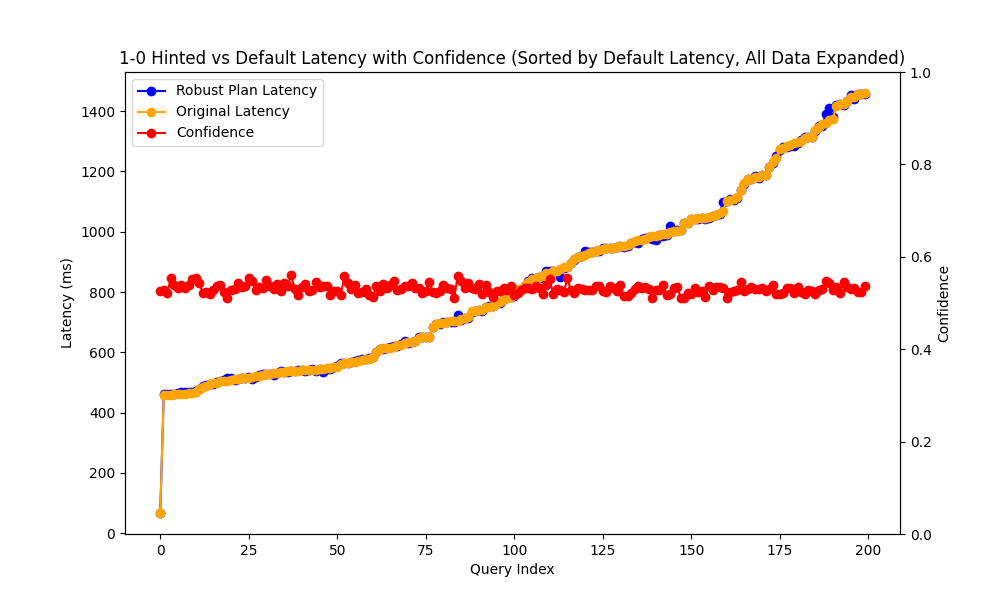 1-0 Hinted vs Default Latency with Confidence (Sorted by Default Latency, All Data Expanded)
Robust Plan Latency
Original Latency
Confidence
1400
1200
1000
800
600
400
200
0
Latency (ms)
1.0
0.8
0.6
0.4
0.2
0.0
Confidence
0 25 50 75 100 125 150 175 200
Query Index